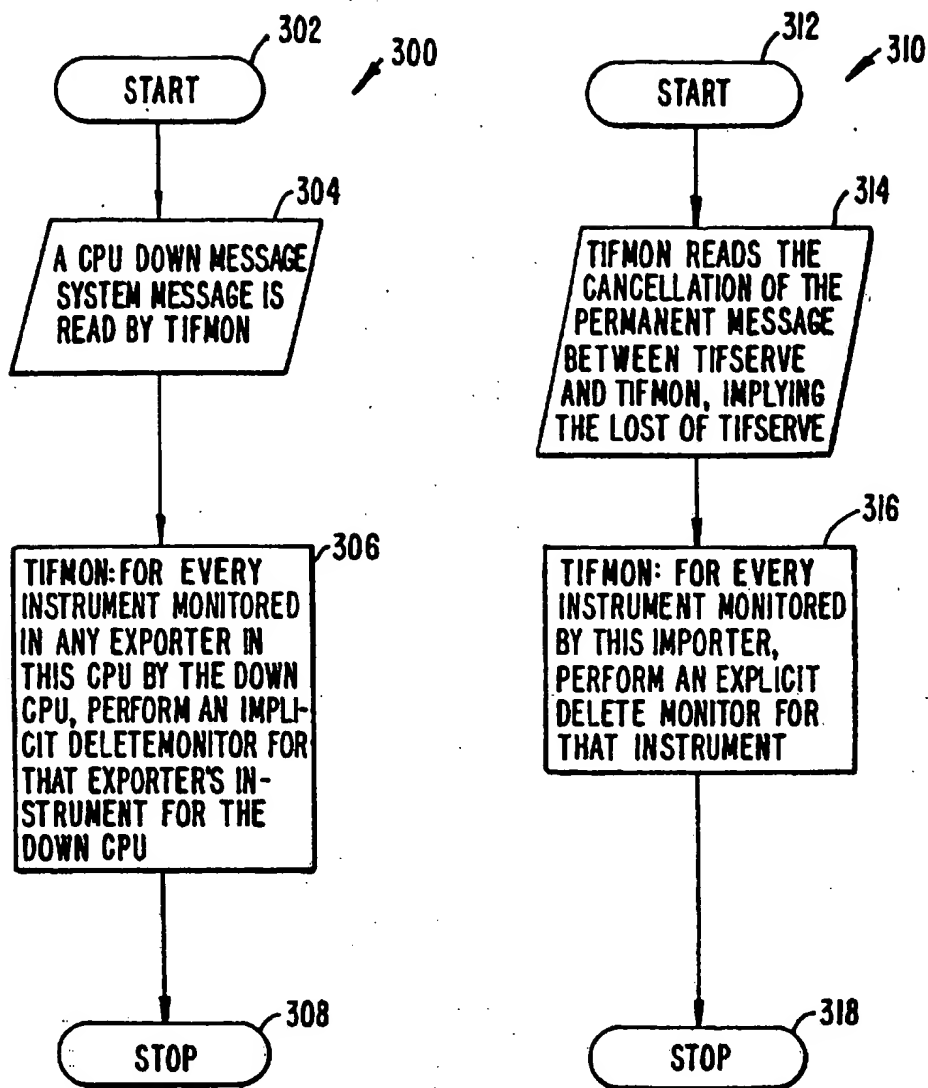 302
300
START
304
A CPU DOWN MESSAGE
SYSTEM MESSAGE IS
READ BY TIFMON
306
TIFMON: FOR EVERY
INSTRUMENT MONITORED
IN ANY EXPORTER IN
THIS CPU BY THE DOWN
CPU, PERFORM AN IMPLI-
CIT DELETEMONITOR FOR
THAT EXPORTER'S IN-
STRUMENT FOR THE
DOWN CPU
308
STOP
312
310
START
314
TIFMON READS THE
CANCELLATION OF THE
PERMANENT MESSAGE
BETWEEN TIFSERVE
AND TIFMON, IMPLYING
THE LOST OF TIFSERVE
316
TIFMON: FOR EVERY
INSTRUMENT MONITORED
BY THIS IMPORTER,
PERFORM AN EXPLICIT
DELETE MONITOR FOR
THAT INSTRUMENT
318
STOP